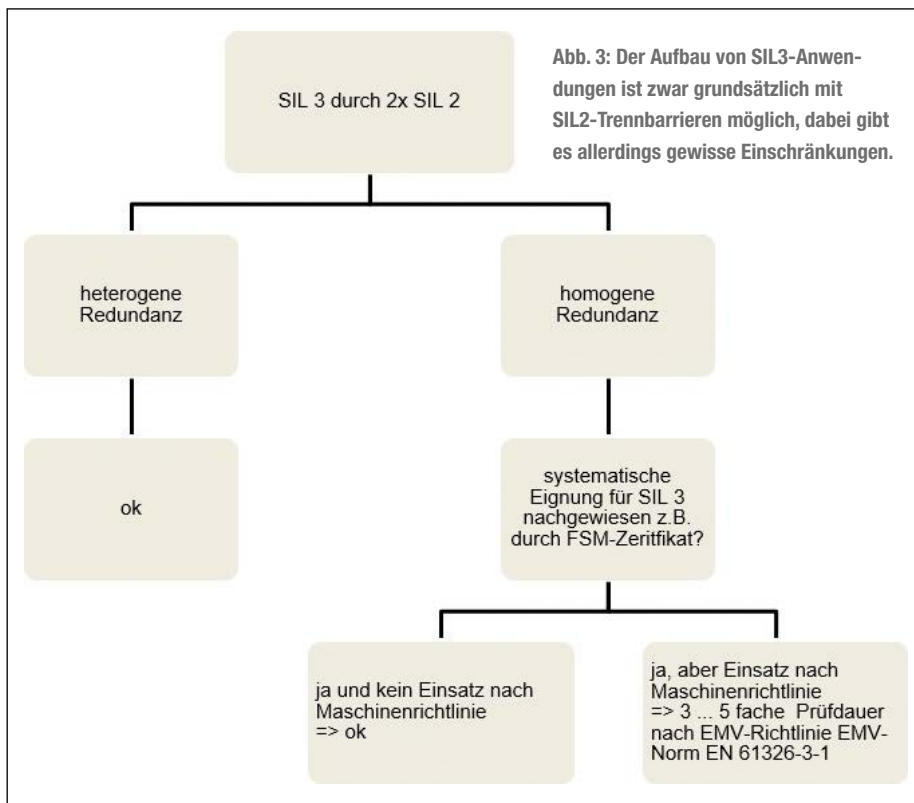 SIL 3 durch 2x SIL 2
Abb. 3: Der Aufbau von SIL3-Anwen-
dungen ist zwar grundsätzlich mit
SIL2-Trennbarrieren möglich, dabei gibt
es allerdings gewisse Einschränkungen.
heterogene
Redundanz
homogene
Redundanz
ok
systematische
Eignung für SIL 3
nachgewiesen z.B.
durch FSM-Zeritfikat?
ja und kein Einsatz nach
Maschinenrichtlinie
=> ok
ja, aber Einsatz nach
Maschinenrichtlinie
=> 3 ... 5 fache Prüfdauer
nach EMV-Richtlinie EMV-
Norm EN 61326-3-1